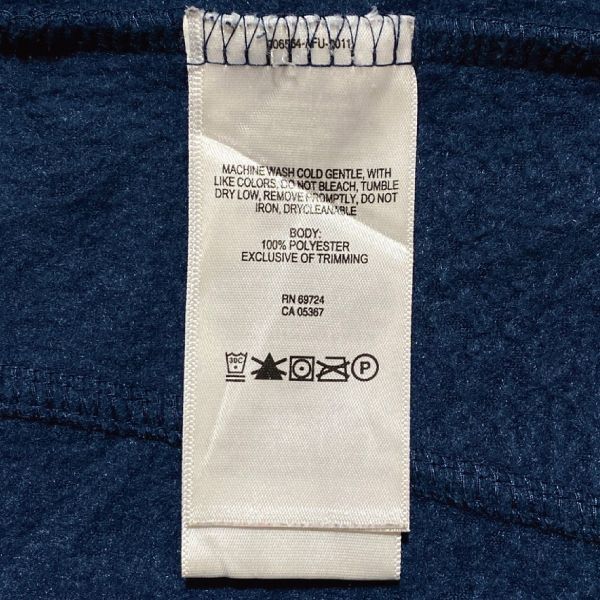 MACHINE WASH COLD GENTLE, WITH
LIKE COLORS, DO NOT BLEACH, TUMBLE
DRY LOW, REMOVE PROMPTLY, DO NOT
IRON, DRYCLEANABLE
BODY:
100% POLYESTER
EXCLUSIVE OF TRIMMING
RN 69724
CA 05367
30C
P